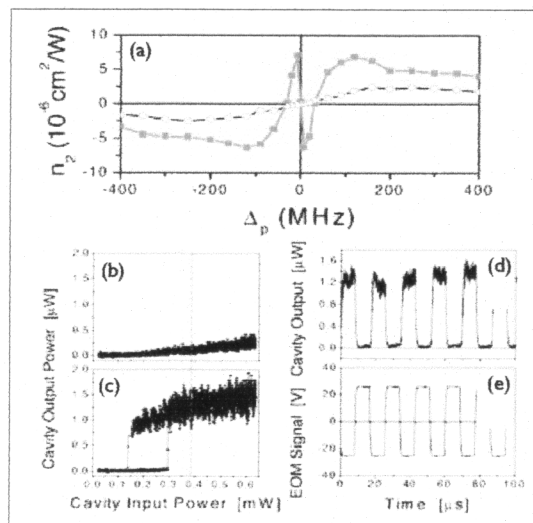 (a)
n2 (10-6 cm2/W)
10
5
0
-5
-10
-400 -200 0 200 400
Δp (MHz)
(b)
2.0
1.5
1.0
0.5
0.0
Cavity Output Power [μW]
(c)
2.0
1.5
1.0
0.5
0.0
0.0 0.1 0.2 0.3 0.4 0.5 0.6
Cavity Input Power [mW]
(d)
Cavity Output [μW]
1.6
1.2
0.8
0.4
0.0
(e)
EOM Signal [V]
40
20
0
20
40
0 20 40 60 80 100
Time [μs]